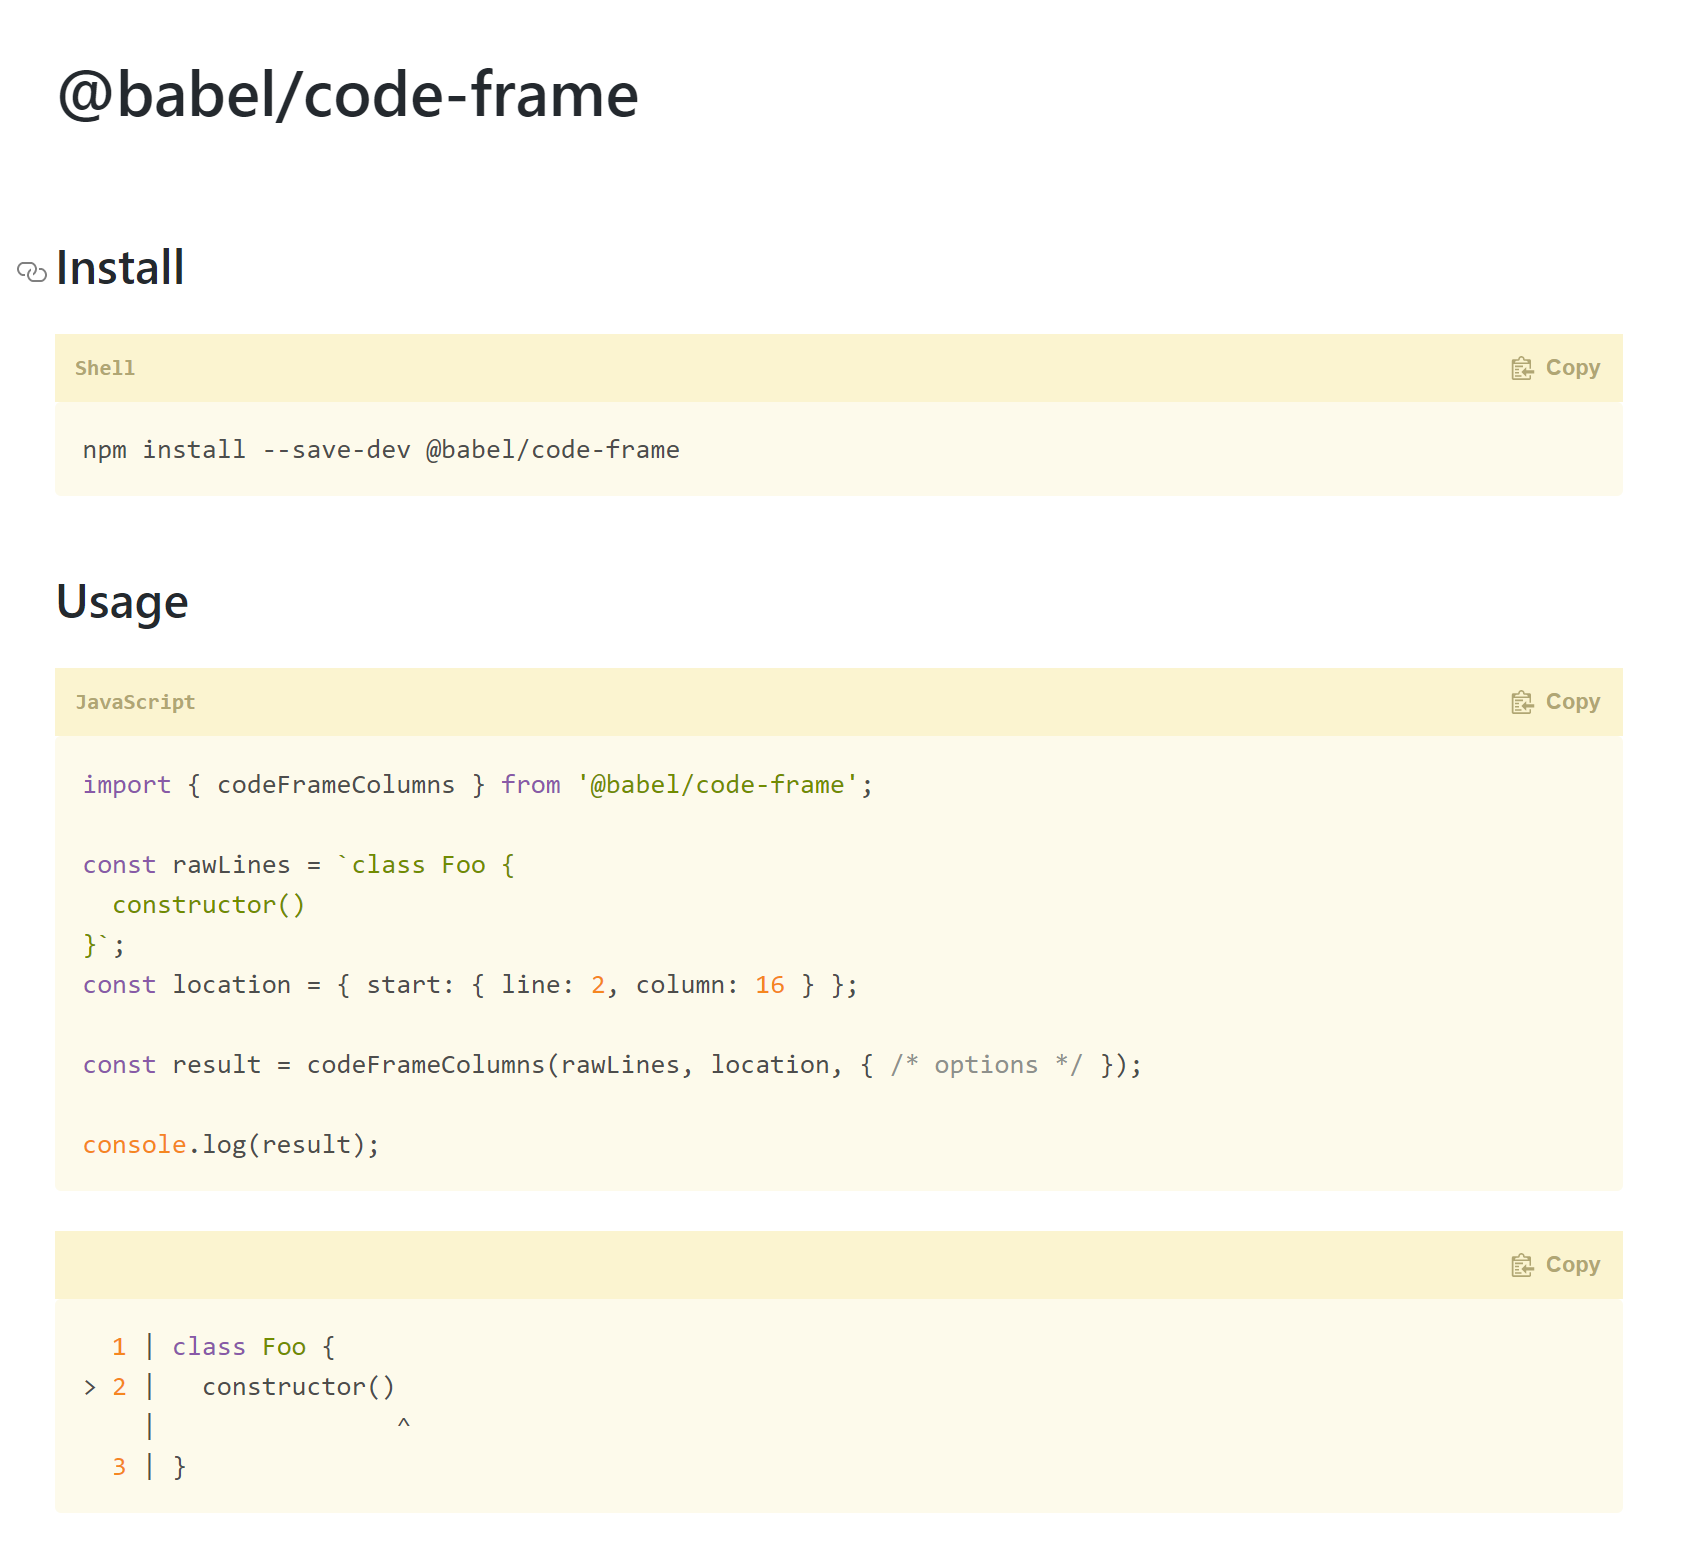 @babel/code-frame
Install
Shell
Copy
npm install --save-dev @babel/code-frame
Usage
JavaScript
Copy
import { codeFrameColumns } from '@babel/code-frame';
const rawLines = `class Foo {
  constructor()
}`;
const location = { start: { line: 2, column: 16 } };
const result = codeFrameColumns(rawLines, location, { /* options */ });
console.log(result);
Copy
  1 | class Foo {
> 2 |   constructor()
    |                ^
  3 | }